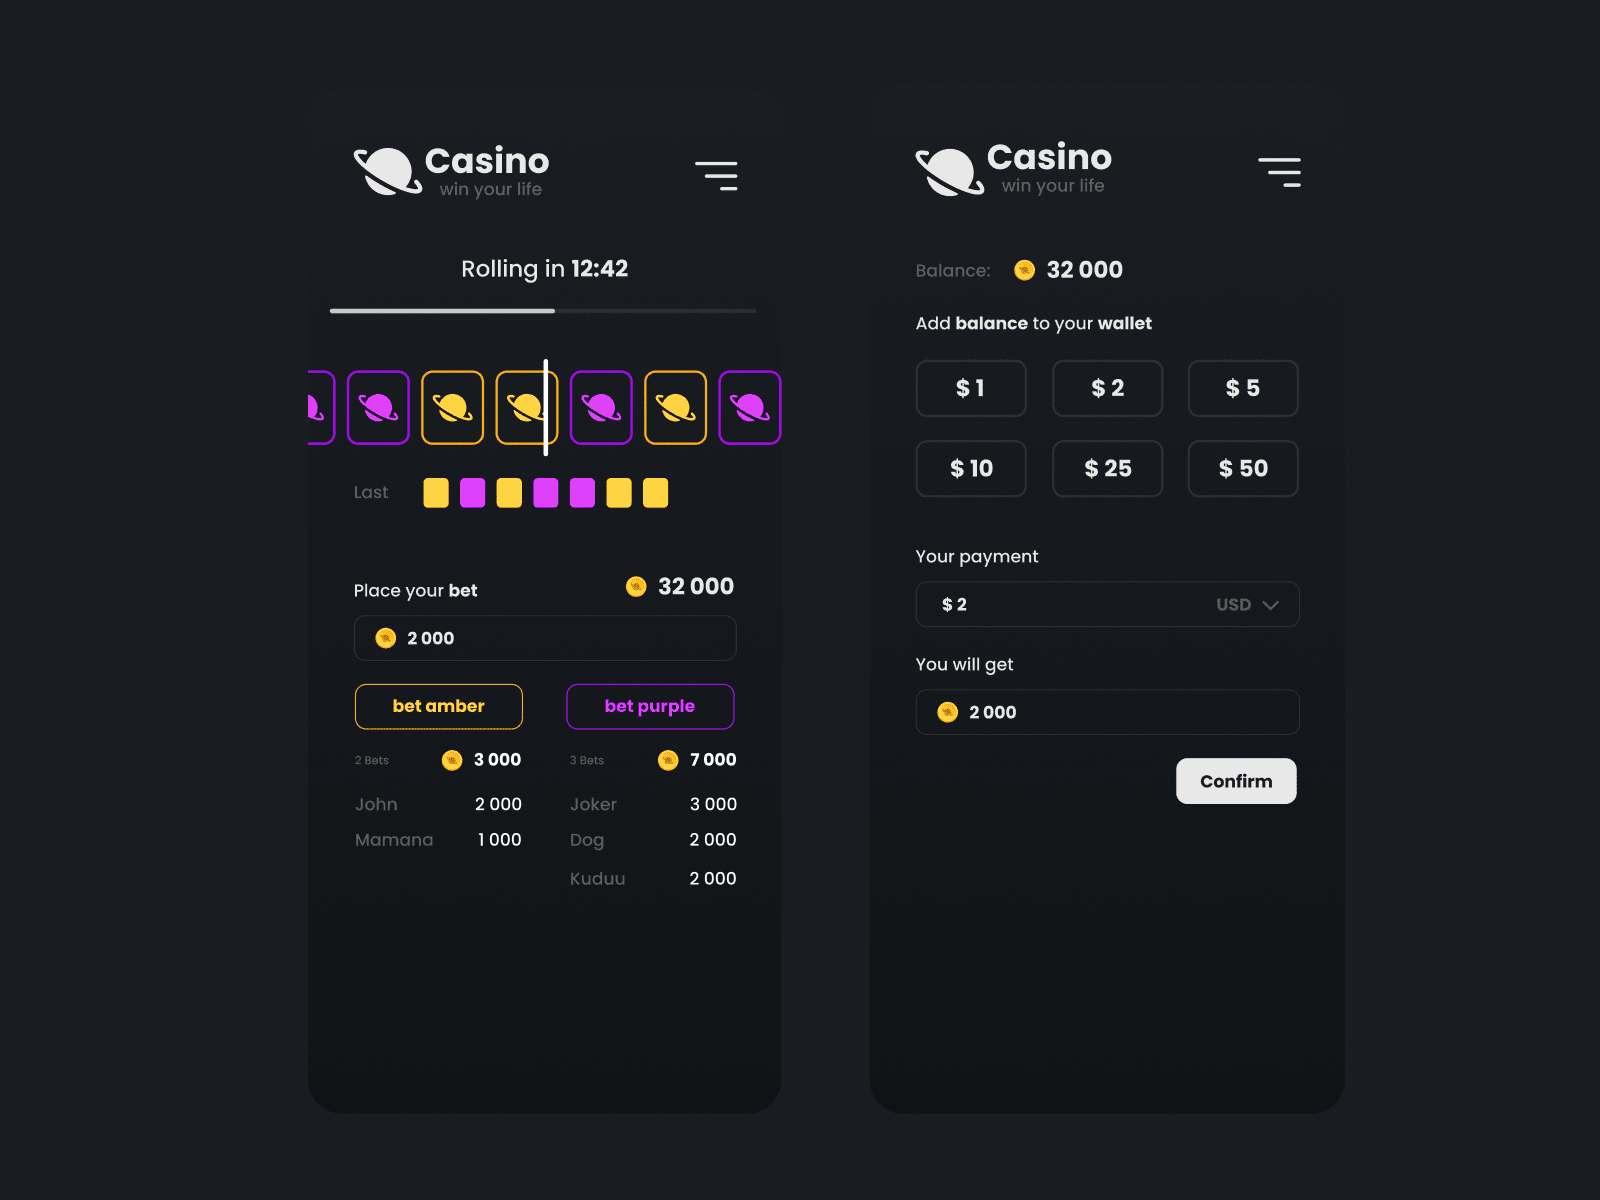 Casino
win your life
Rolling in 12:42
Last
Place your bet
32 000
2 000
bet amber
bet purple
2 Bets
3 000
3 Bets
7 000
John
2 000
Joker
3 000
Mamana
1 000
Dog
2 000
Kuduu
2 000
Casino
win your life
Balance:
32 000
Add balance to your wallet
$ 1
$ 2
$ 5
$ 10
$ 25
$ 50
Your payment
$ 2
USD
You will get
2 000
Confirm